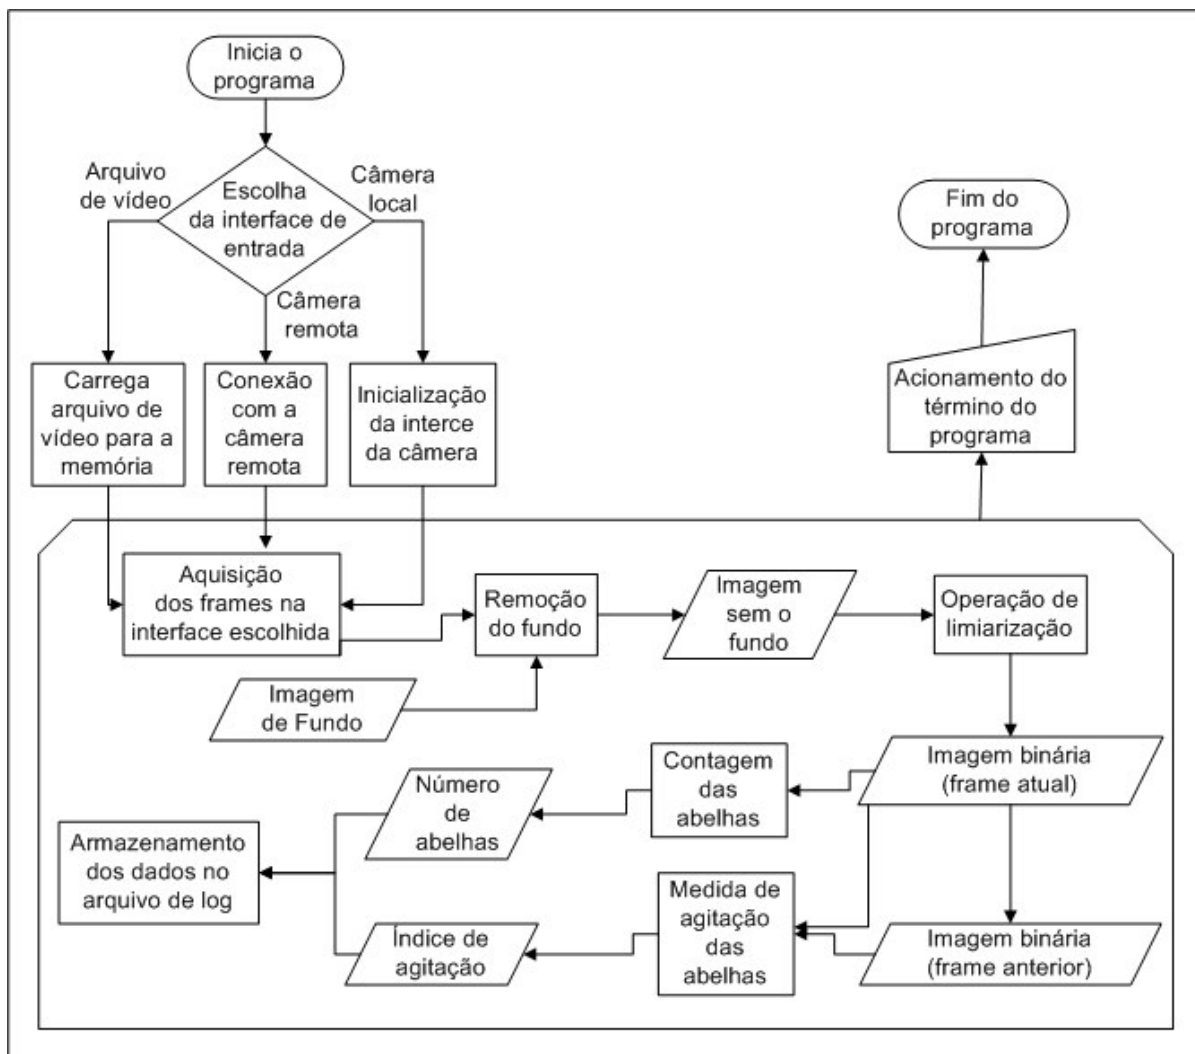 Inicia o
programa
Arquivo
de vídeo
Escolha
da interface de
entrada
Câmera
local
Câmera
remota
Fim do
programa
Carrega
arquivo de
vídeo para a
memória
Conexão
com a
câmera
remota
Inicialização
da interce
da câmera
Acionamento do
término do
programa
Aquisição
dos frames na
interface escolhida
Remoção
do fundo
Imagem
sem o
fundo
Operação de
limiarização
Imagem
de Fundo
Imagem binária
(frame atual)
Contagem
das
abelhas
Número
de
abelhas
Armazenamento
dos dados no
arquivo de log
Medida de
agitação
das
abelhas
Índice de
agitação
Imagem binária
(frame anterior)